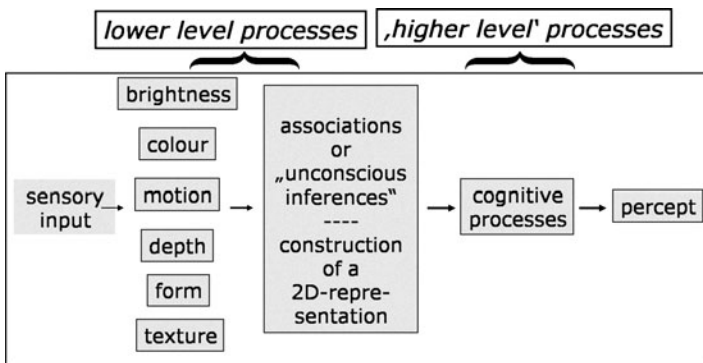 lower level processes
‚higher level‘ processes
brightness
colour
motion
depth
form
texture
sensory
input
associations
or
„unconscious
inferences“
----
construction
of a
2D-repre-
sentation
cognitive
processes
percept